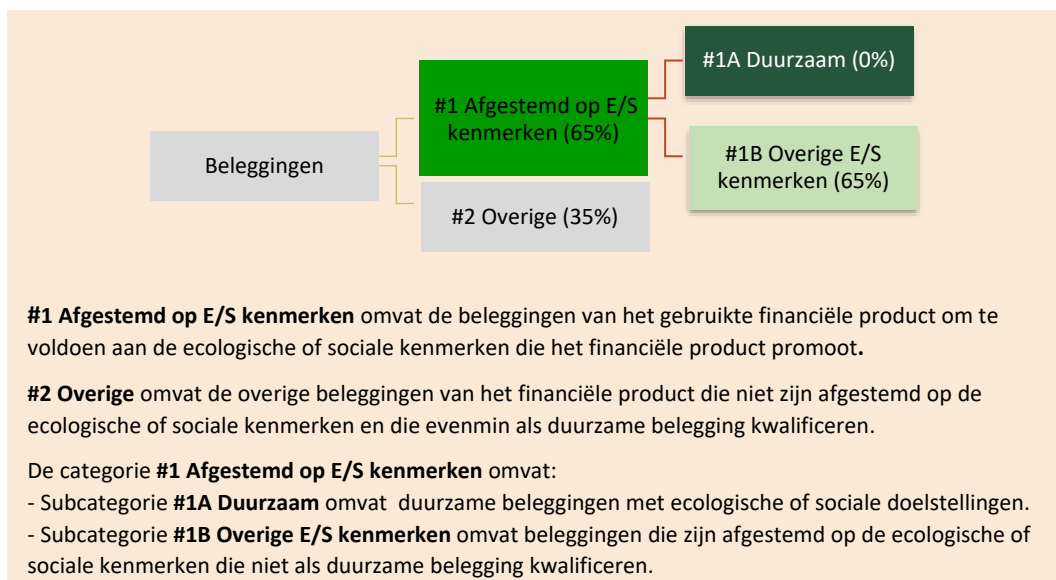 #1A Duurzaam (0%)
#1 Afgestemd op E/S
kenmerken (65%)
Beleggingen
#1B Overige E/S
kenmerken (65%)
#2 Overige (35%)
#1 Afgestemd op E/S kenmerken omvat de beleggingen van het gebruikte financiële product om te
voldoen aan de ecologische of sociale kenmerken die het financiële product promoot.
#2 Overige omvat de overige beleggingen van het financiële product die niet zijn afgestemd op de
ecologische of sociale kenmerken en die evenmin als duurzame belegging kwalificeren.
De categorie #1 Afgestemd op E/S kenmerken omvat:
- Subcategorie #1A Duurzaam omvat duurzame beleggingen met ecologische of sociale doelstellingen.
- Subcategorie #1B Overige E/S kenmerken omvat beleggingen die zijn afgestemd op de ecologische of
sociale kenmerken die niet als duurzame belegging kwalificeren.